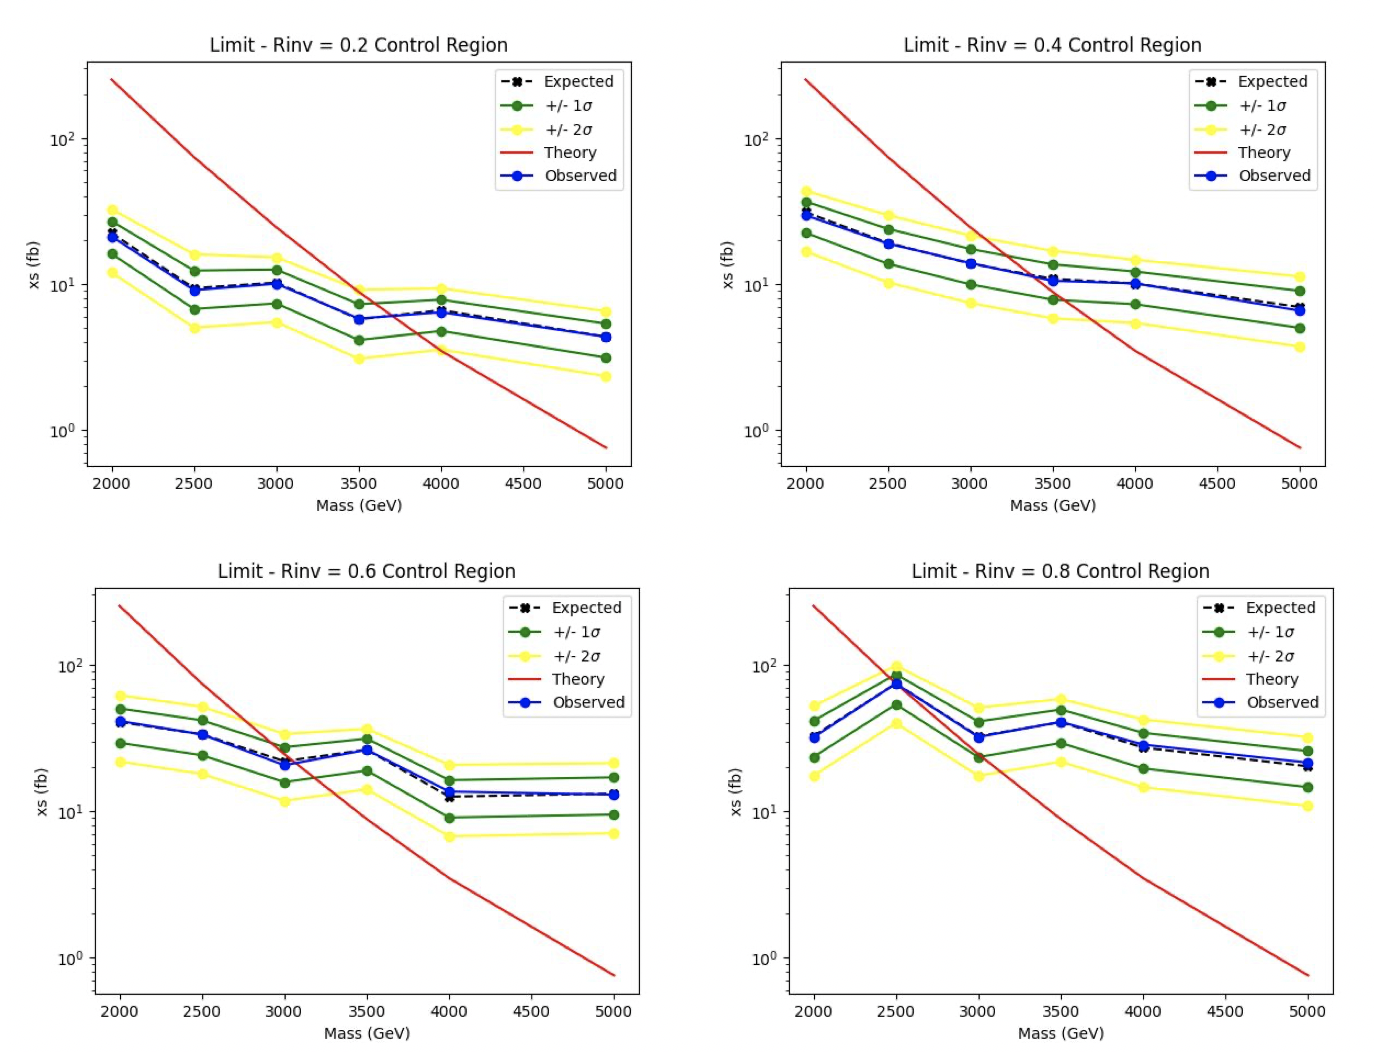 Limit - Rinv = 0.2 Control Region
xs (fb)
10²
10¹
10⁰
Expected
+/- 1σ
+/- 2σ
Theory
Observed
2000 2500 3000 3500 4000 4500 5000
Mass (GeV)
Limit - Rinv = 0.4 Control Region
xs (fb)
10²
10¹
10⁰
Expected
+/- 1σ
+/- 2σ
Theory
Observed
2000 2500 3000 3500 4000 4500 5000
Mass (GeV)
Limit - Rinv = 0.6 Control Region
xs (fb)
10²
10¹
10⁰
Expected
+/- 1σ
+/- 2σ
Theory
Observed
2000 2500 3000 3500 4000 4500 5000
Mass (GeV)
Limit - Rinv = 0.8 Control Region
xs (fb)
10²
10¹
10⁰
Expected
+/- 1σ
+/- 2σ
Theory
Observed
2000 2500 3000 3500 4000 4500 5000
Mass (GeV)